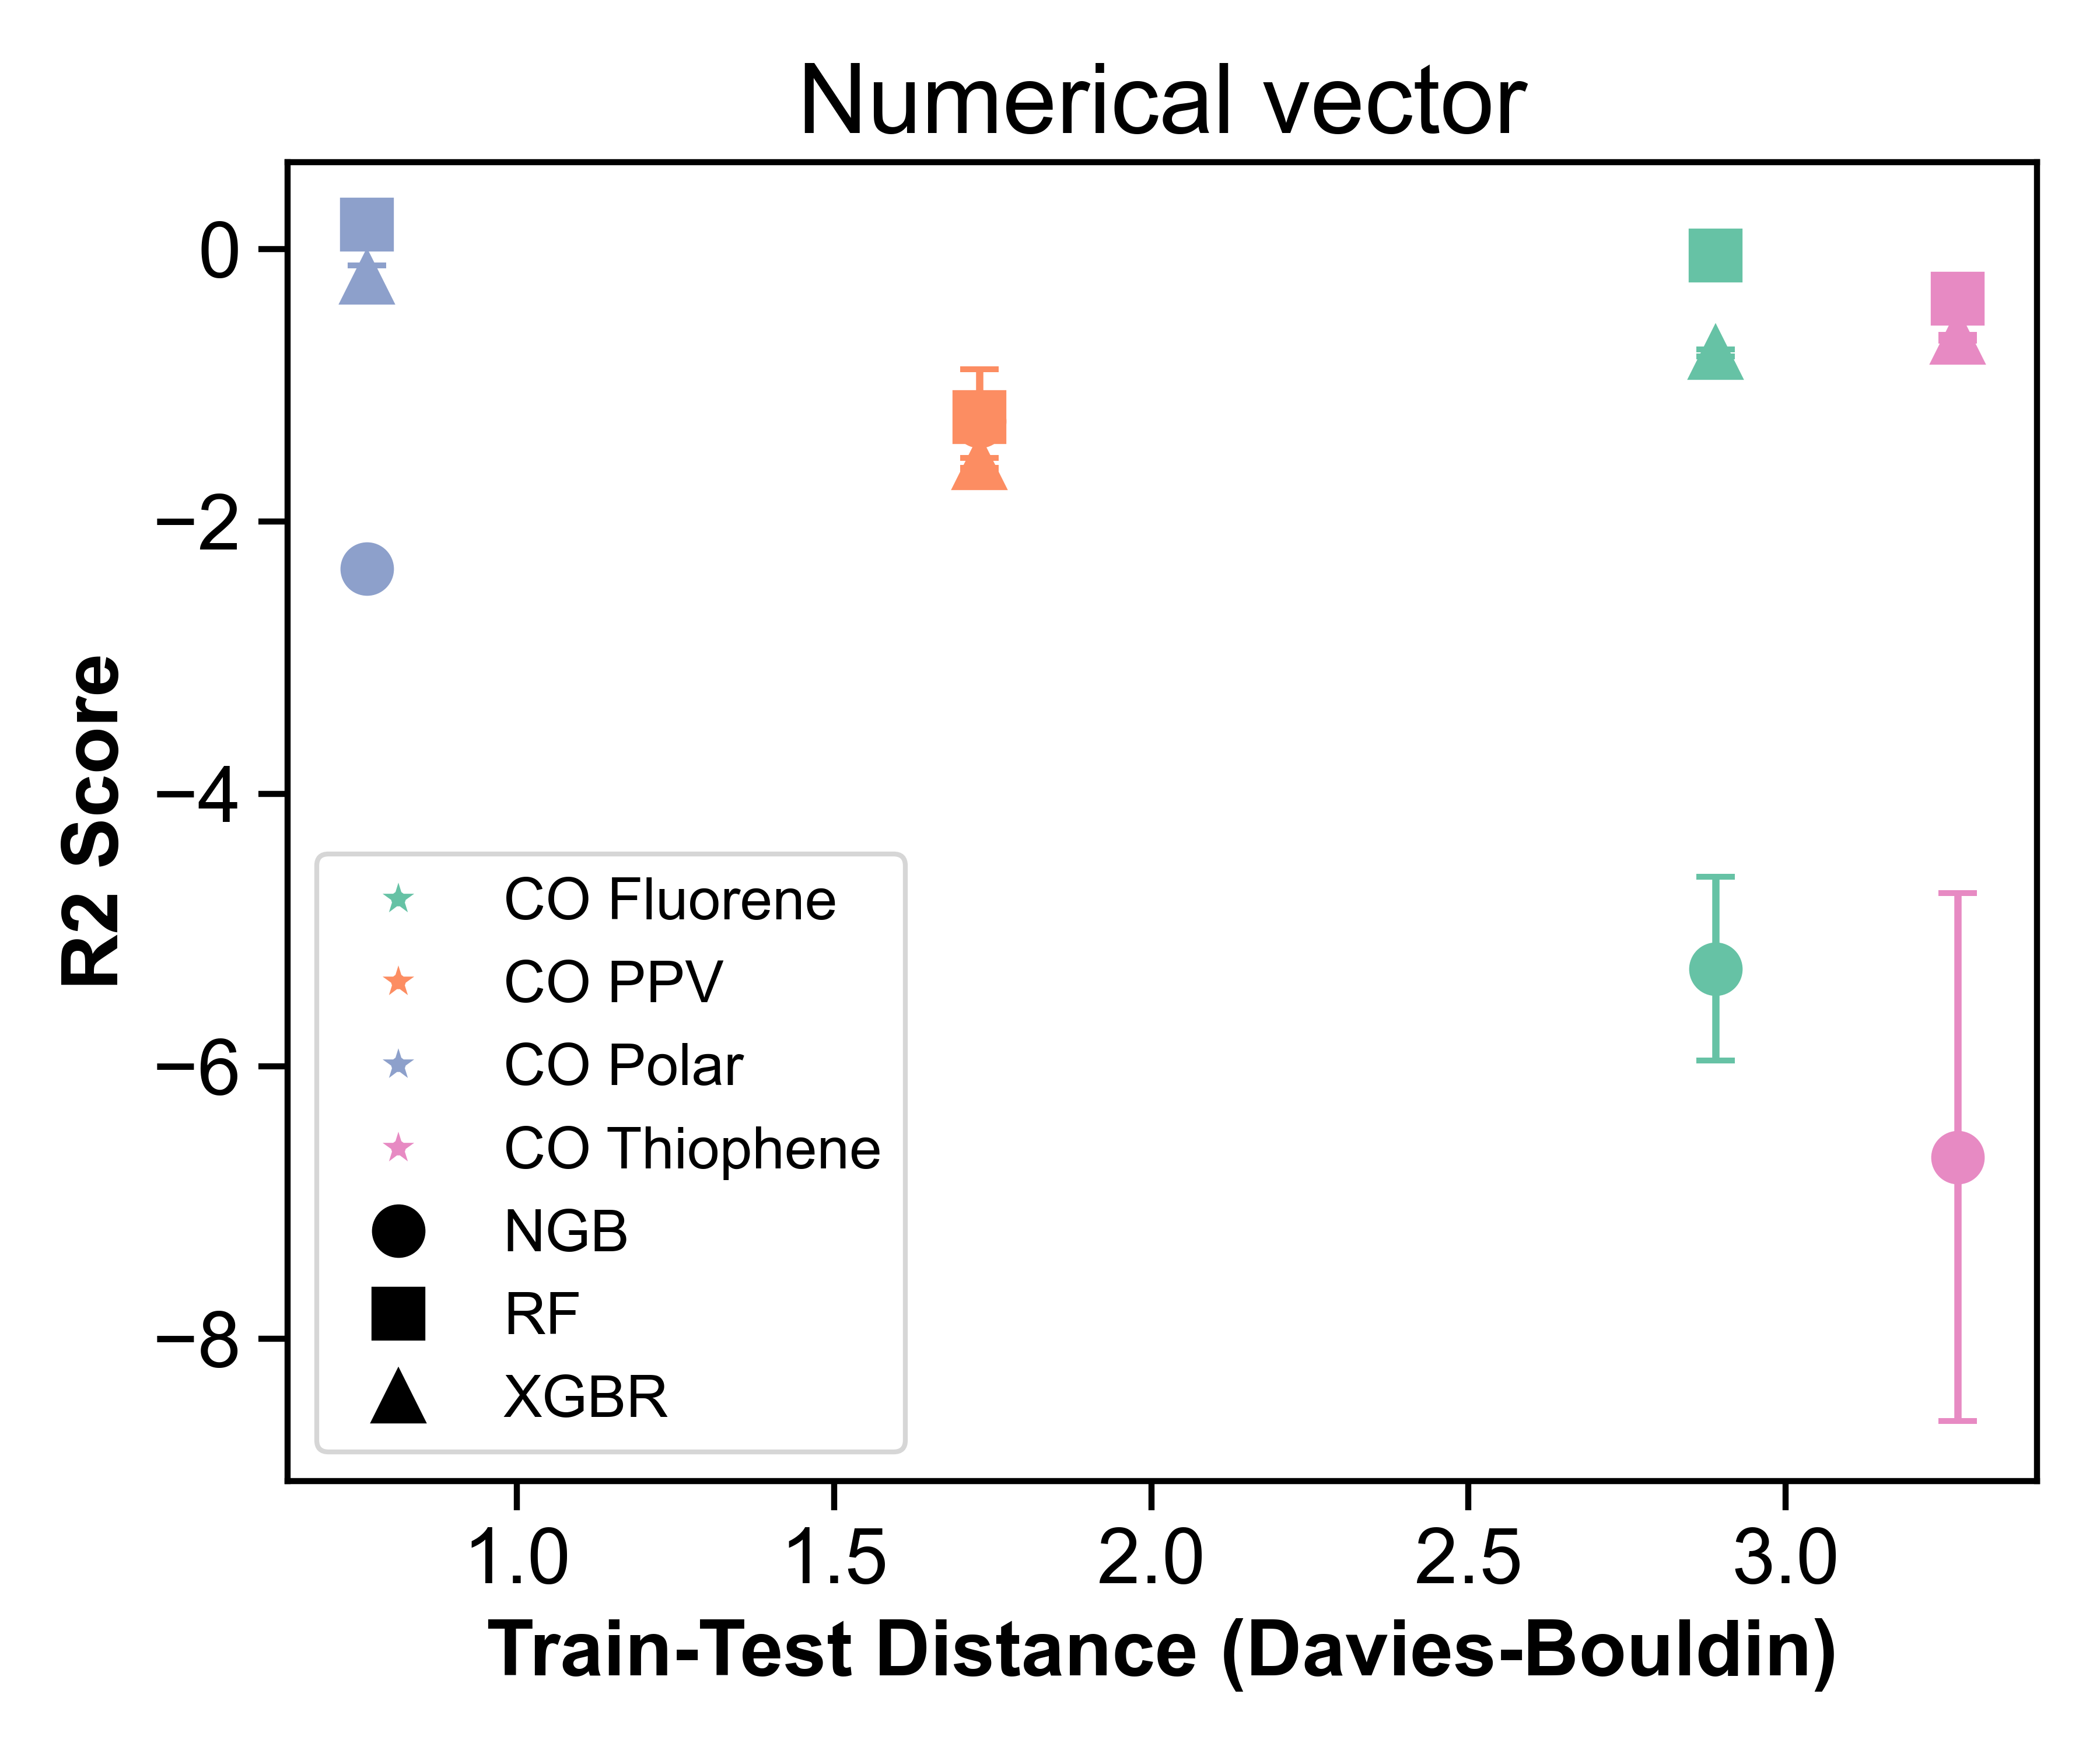 Numerical vector
0
−2
−4
−6
−8
R2 Score
CO Fluorene
CO PPV
CO Polar
CO Thiophene
NGB
RF
XGBR
1.0 1.5 2.0 2.5 3.0
Train-Test Distance (Davies-Bouldin)